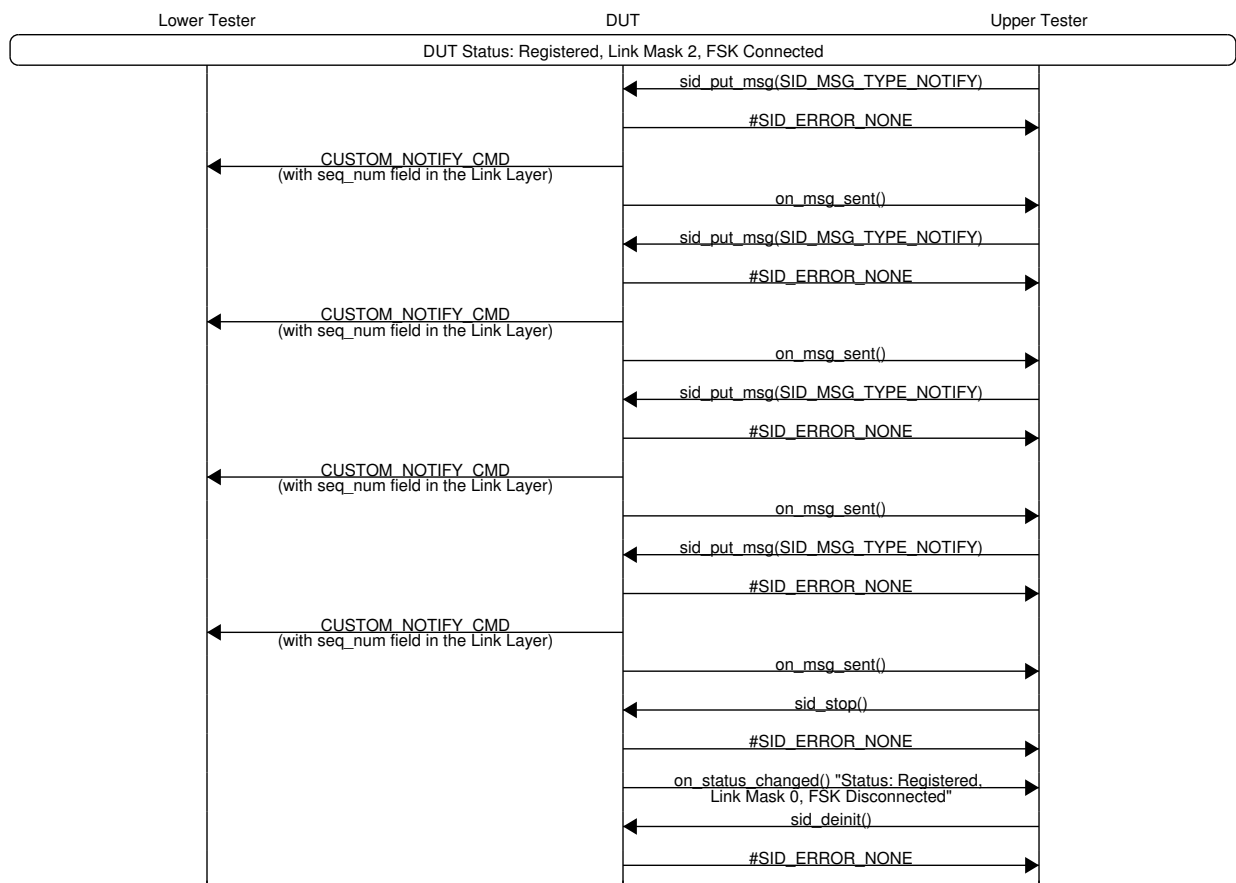 Lower Tester DUT Upper Tester
DUT Status: Registered, Link Mask 2, FSK Connected
sid_put_msg(SID_MSG_TYPE_NOTIFY)
#SID_ERROR_NONE
CUSTOM_NOTIFY_CMD
(with seq_num field in the Link Layer)
on_msg_sent()
sid_put_msg(SID_MSG_TYPE_NOTIFY)
#SID_ERROR_NONE
CUSTOM_NOTIFY_CMD
(with seq_num field in the Link Layer)
on_msg_sent()
sid_put_msg(SID_MSG_TYPE_NOTIFY)
#SID_ERROR_NONE
CUSTOM_NOTIFY_CMD
(with seq_num field in the Link Layer)
on_msg_sent()
sid_put_msg(SID_MSG_TYPE_NOTIFY)
#SID_ERROR_NONE
CUSTOM_NOTIFY_CMD
(with seq_num field in the Link Layer)
on_msg_sent()
sid_stop()
#SID_ERROR_NONE
on_status_changed() "Status: Registered,
Link Mask 0, FSK Disconnected"
sid_deinit()
#SID_ERROR_NONE